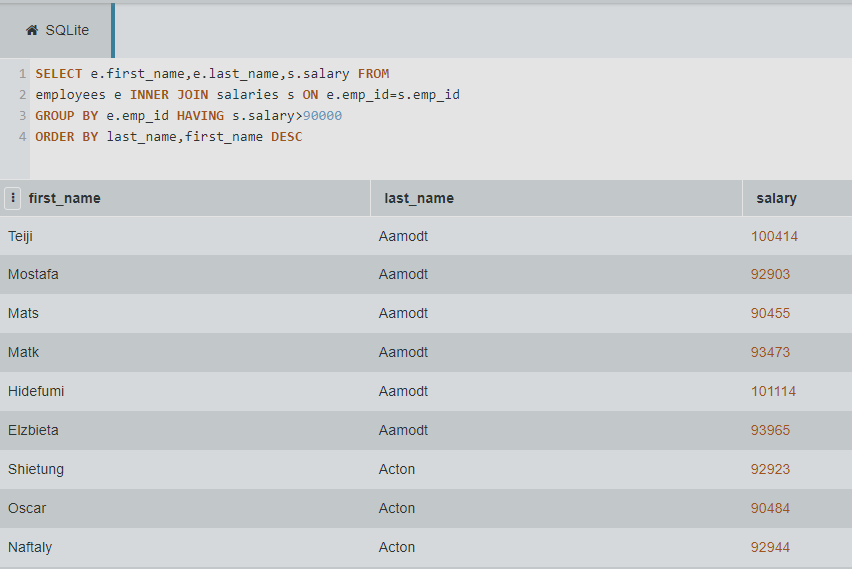 SQLite
1 SELECT e.first_name,e.last_name,s.salary FROM
2 employees e INNER JOIN salaries s ON e.emp_id=s.emp_id
3 GROUP BY e.emp_id HAVING s.salary>90000
4 ORDER BY last_name,first_name DESC
first_name last_name salary
Teiji Aamodt 100414
Mostafa Aamodt 92903
Mats Aamodt 90455
Matk Aamodt 93473
Hidefumi Aamodt 101114
Elzbieta Aamodt 93965
Shietung Acton 92923
Oscar Acton 90484
Naftaly Acton 92944